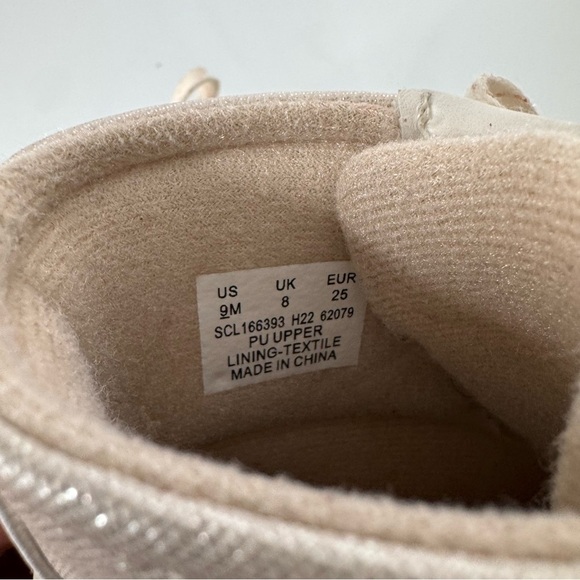 US UK EUR
9M 8 25
SCL166393 H22 62079
PU UPPER
LINING-TEXTILE
MADE IN CHINA